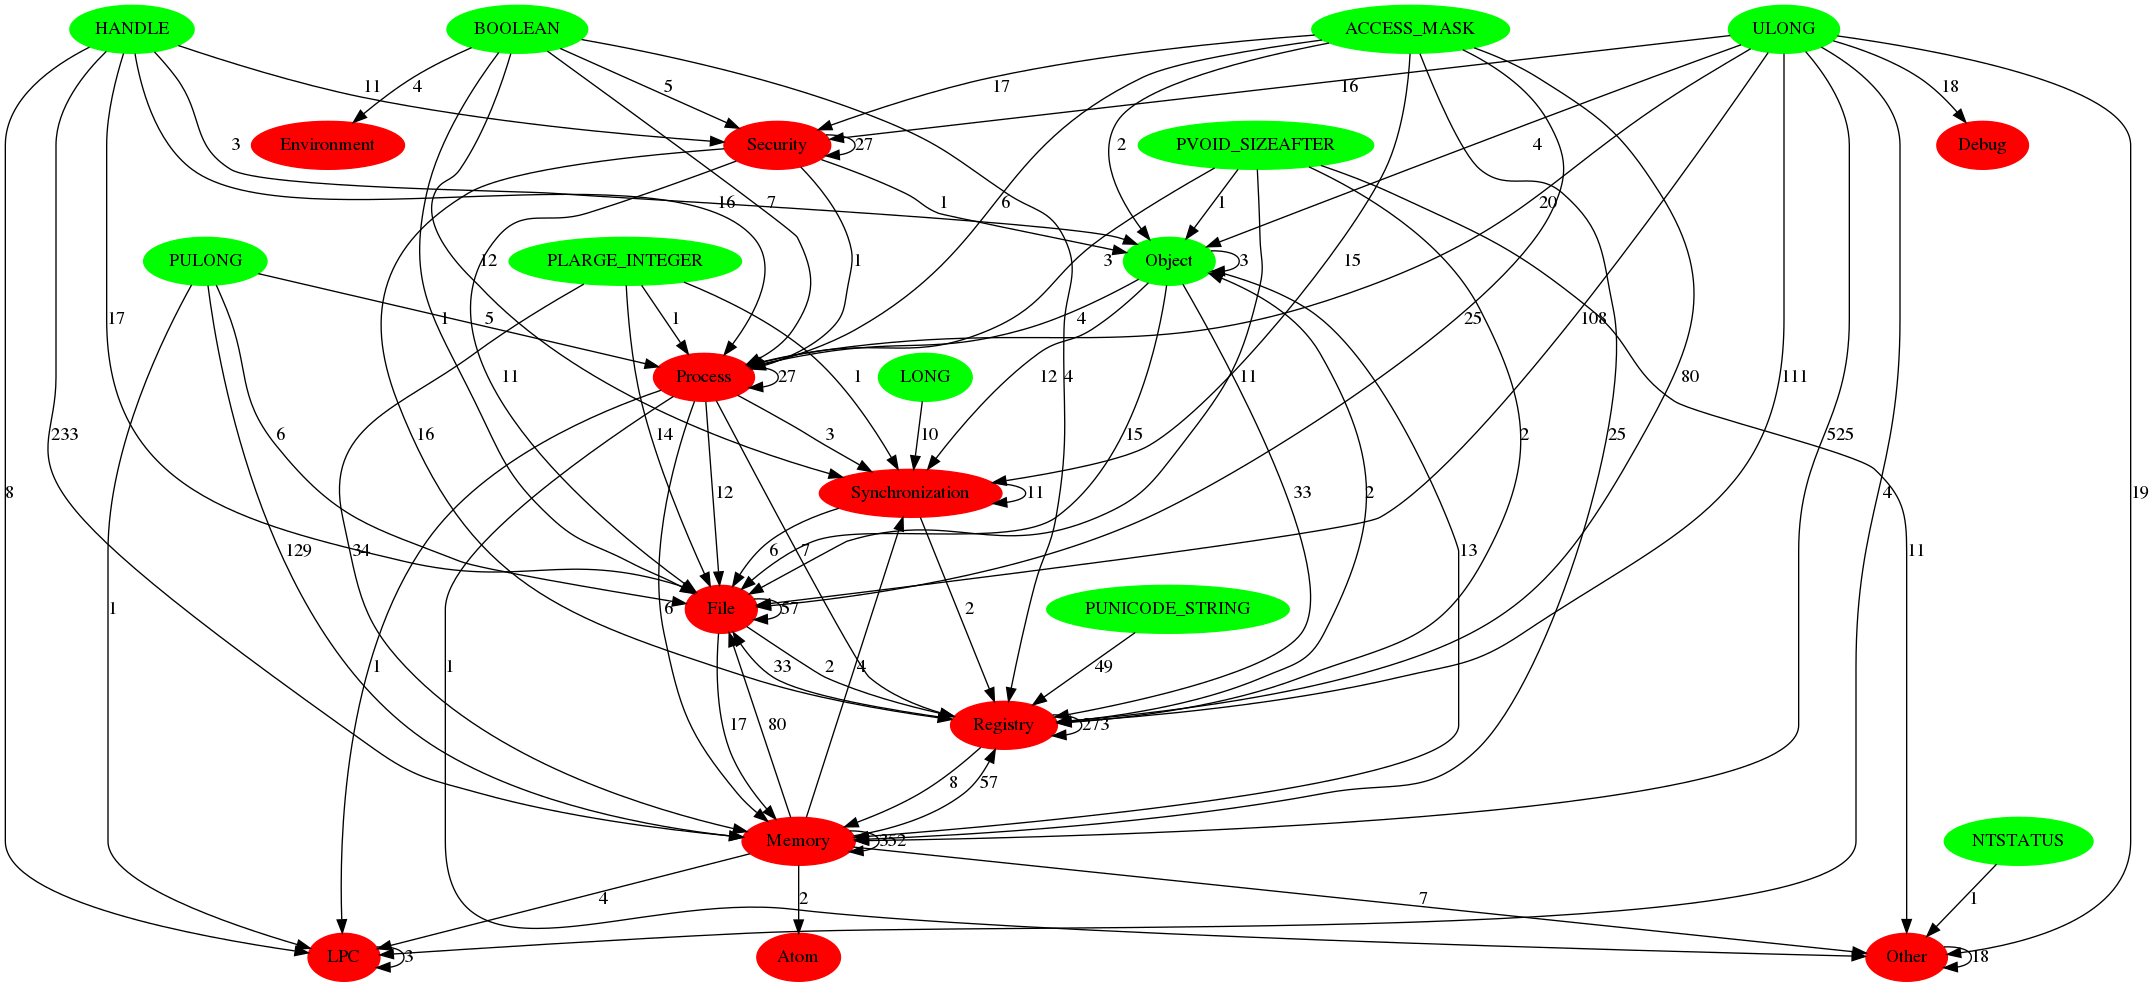 HANDLE BOOLEAN ACCESS_MASK ULONG
11 4 5 17 16 18
3 Environment Security 27 2 PVOID_SIZEAFTER 4 Debug
16 7 1 6 1 20
PULONG 12 PLARGE_INTEGER 1 3 Object 3 15
17 1 5 1 4 25 108
Process 27 LONG 4 12 11 111 80
233 6 11 14 1 16 3 10 15 2 25 525
8 129 34 12 Synchronization 11 33 2 4 19
7 6 13 11
1 6 File 57 2 PUNICODE_STRING
1 1 33 2 4 49
17 80 Registry 273
8 57
Memory 352 NTSTATUS
4 2 7 1
LPC 3 Atom Other 18